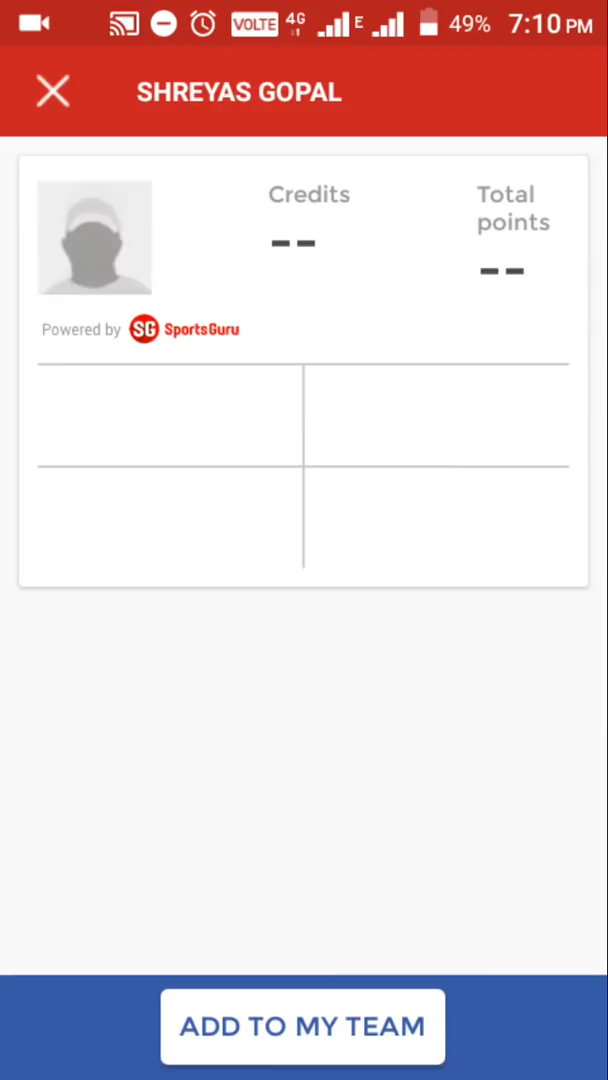 VOLTE 4G E 49% 7:10 PM
SHREYAS GOPAL
Credits
--
Total
points
--
Powered by SG SportsGuru
ADD TO MY TEAM